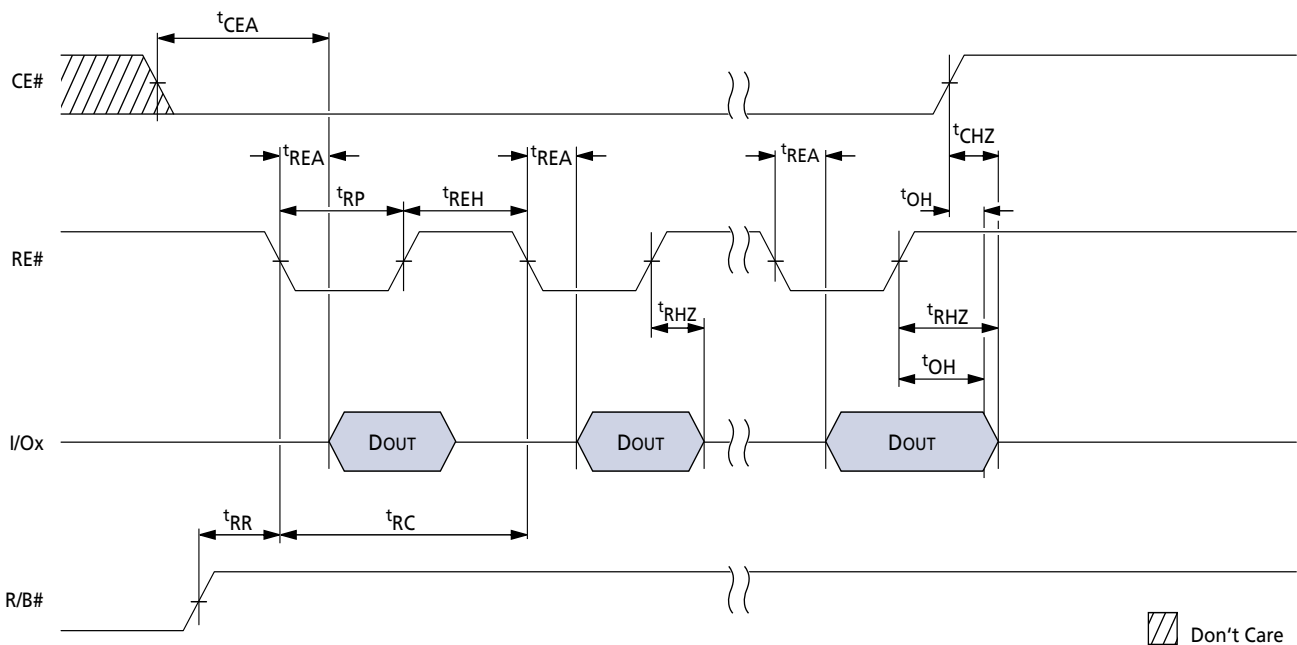 tCEA
CE#
tCHZ
tREA
tREA
tREA
tRP
tREH
tOH
RE#
tRHZ
tRHZ
tOH
I/Ox
DOUT
DOUT
DOUT
tRR
tRC
R/B#
Don't Care